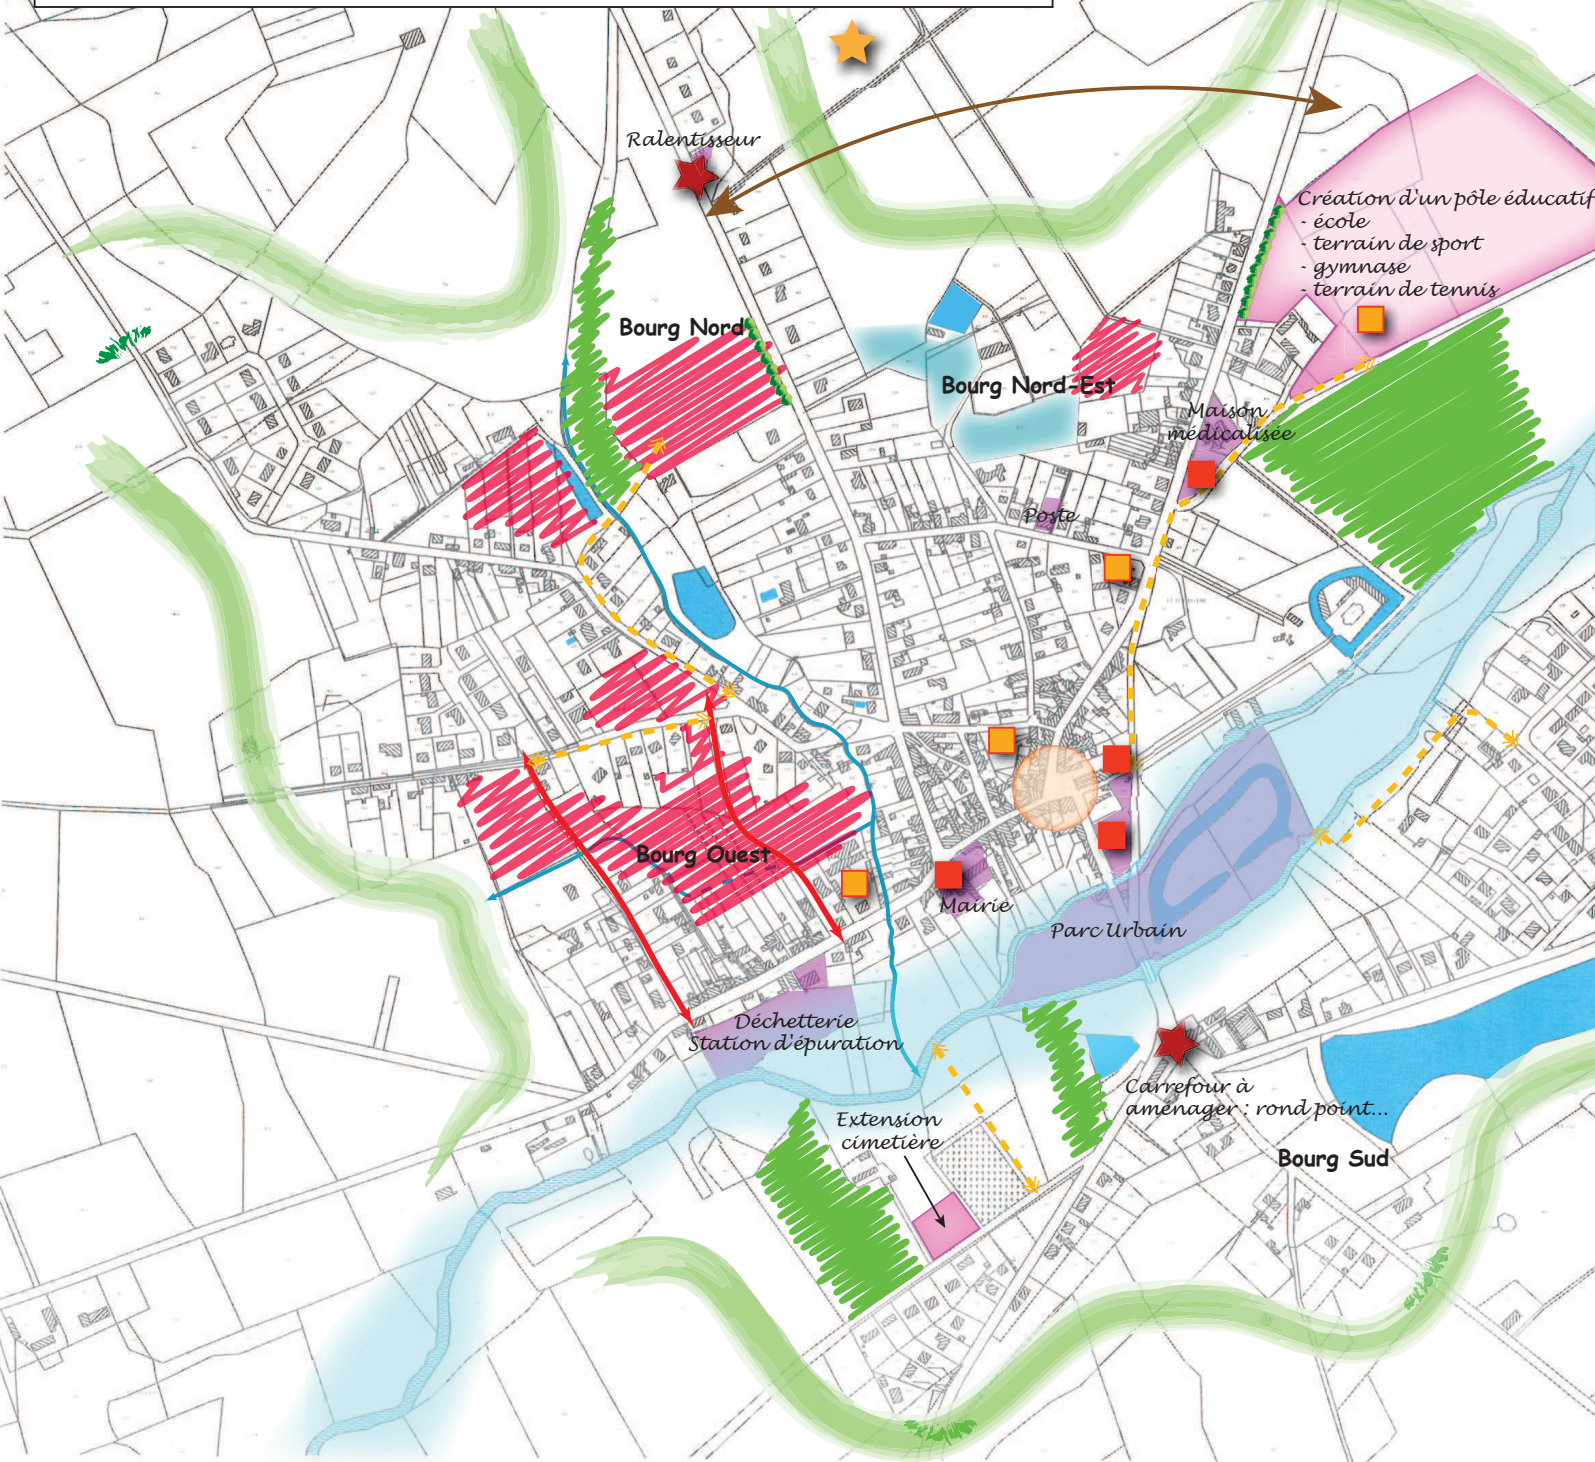 Ralentisseur
Création d'un pôle éducatif
- école
- terrain de sport
- gymnase
- terrain de tennis
Bourg Nord
Bourg Nord-Est
Maison
médicalisée
Poste
Bourg Ouest
Mairie
Parc Urbain
Déchetterie
Station d'épuration
Carrefour à
aménager : rond point...
Extension
cimetière
Bourg Sud